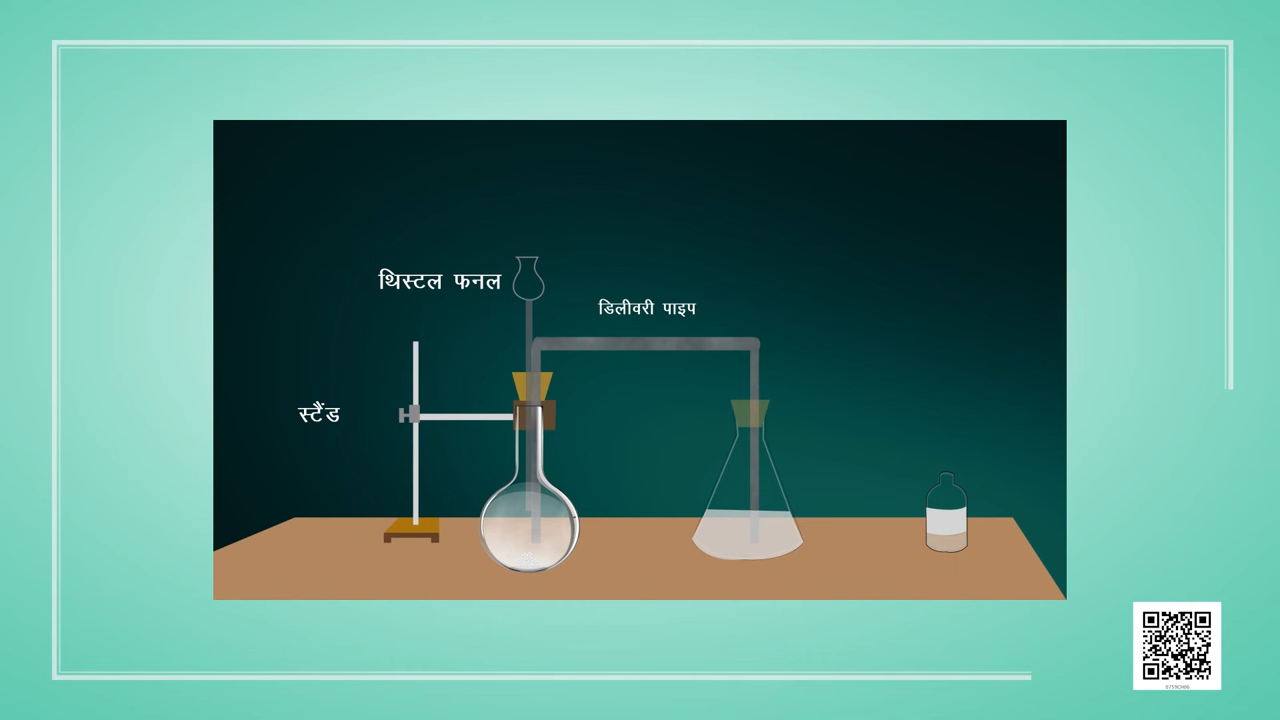 थिस्टल फनल
डिलीवरी पाइप
स्टैंड